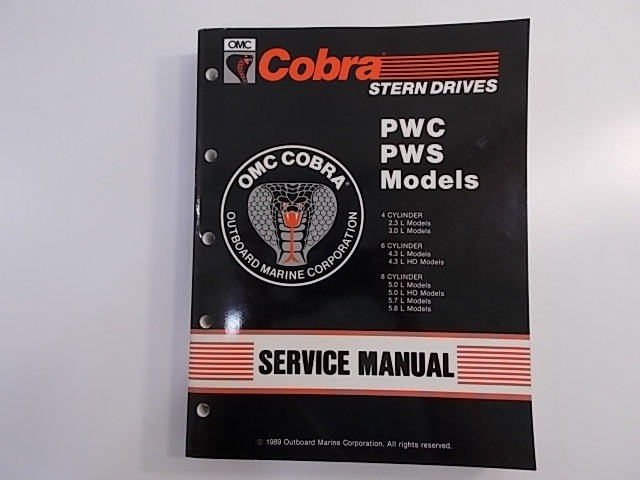 OMC
Cobra®
STERN DRIVES
PWC
PWS
Models
OMC COBRA®
OUTBOARD MARINE CORPORATION
4 CYLINDER
2.3 L Models
3.0 L Models
6 CYLINDER
4.3 L Models
4.3 L HO Models
8 CYLINDER
5.0 L Models
5.0 L HO Models
5.7 L Models
5.8 L Models
SERVICE MANUAL
© 1989 Outboard Marine Corporation, All rights reserved.